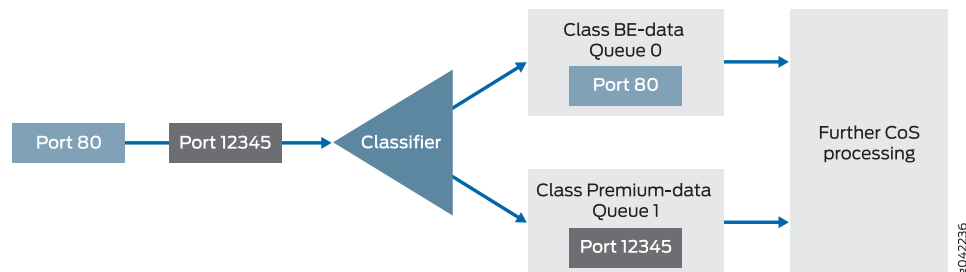 Port 80
Port 12345
Classifier
Class BE-data
Queue 0
Port 80
Class Premium-data
Queue 1
Port 12345
Further CoS
processing
g042236